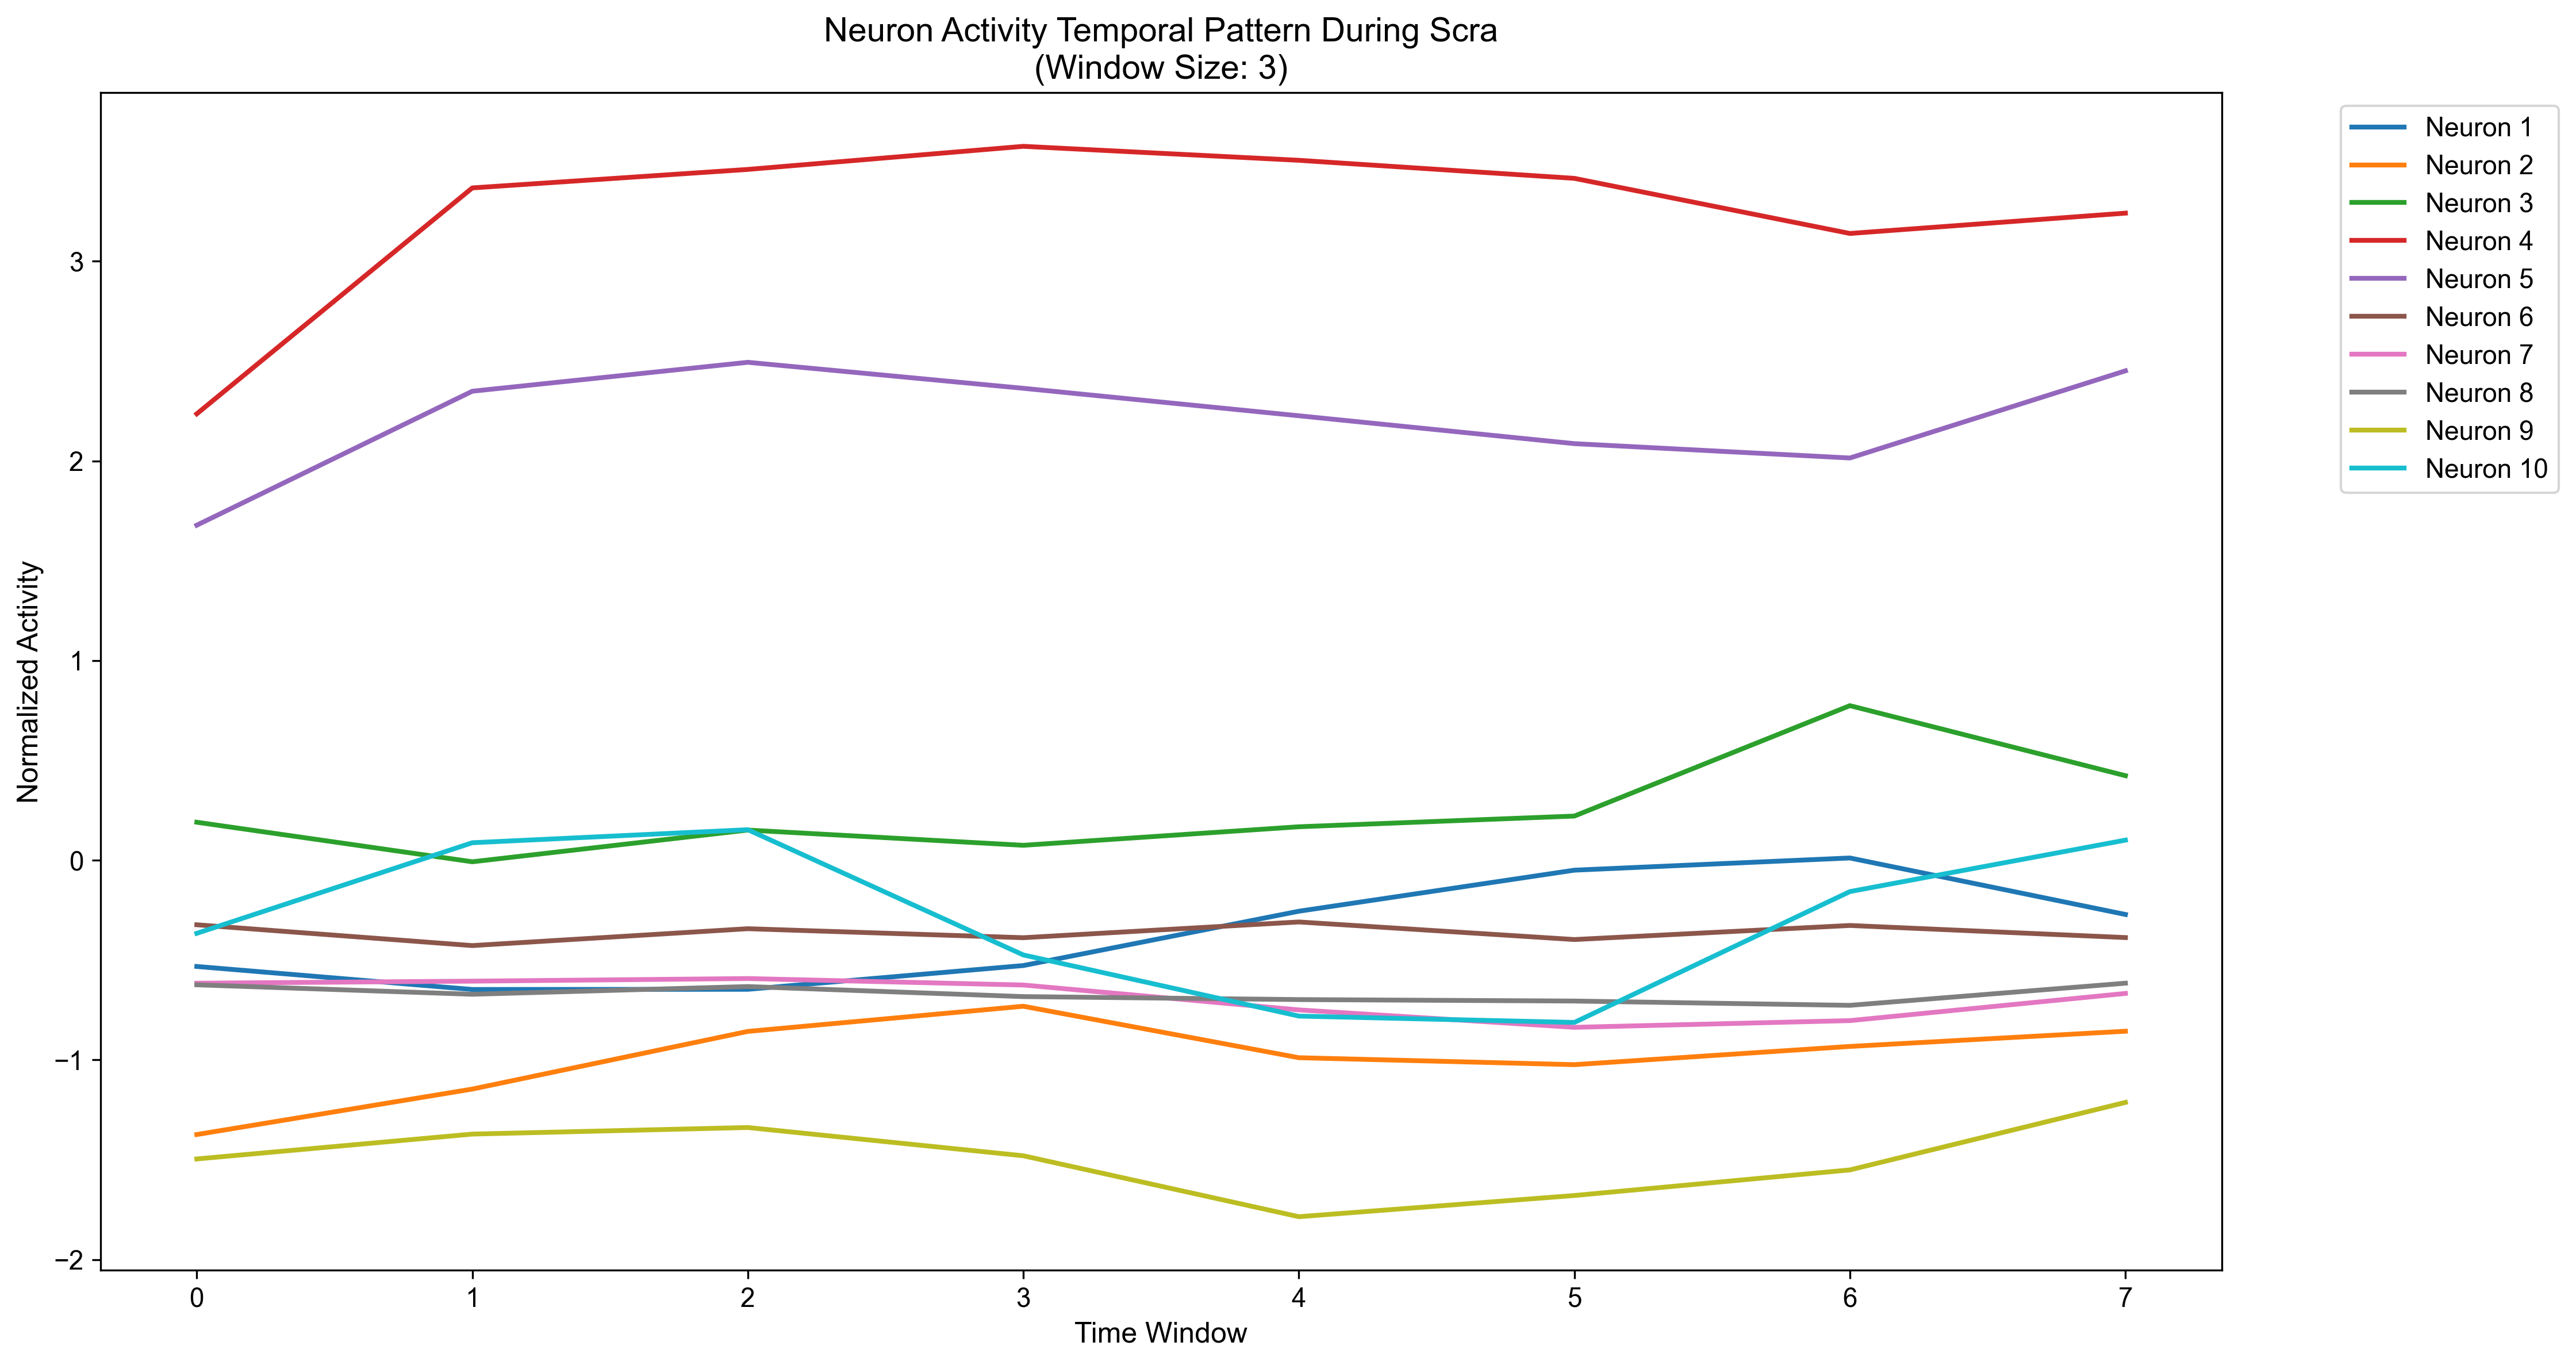 Neuron Activity Temporal Pattern During Scra
(Window Size: 3)
Normalized Activity
3
2
1
0
−1
−2
0 1 2 3 4 5 6 7
Time Window
Neuron 1
Neuron 2
Neuron 3
Neuron 4
Neuron 5
Neuron 6
Neuron 7
Neuron 8
Neuron 9
Neuron 10